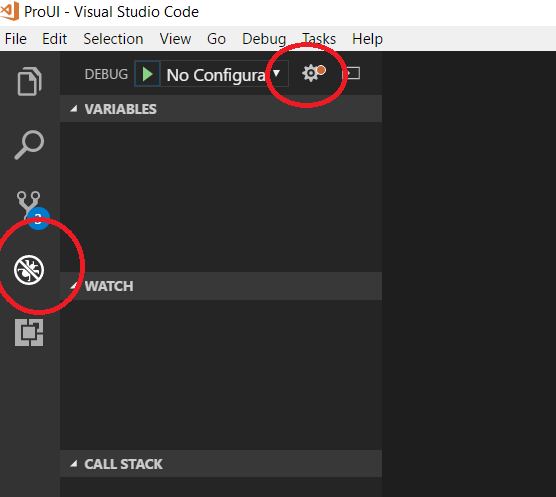 ProUI - Visual Studio Code
File Edit Selection View Go Debug Tasks Help
DEBUG No Configura
VARIABLES
3
WATCH
CALL STACK